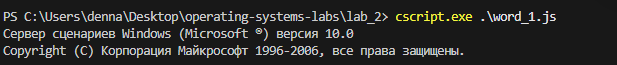 PS C:\Users\denna\Desktop\operating-systems-labs\lab_2> cscript.exe .\word_1.js
Сервер сценариев Windows (Microsoft ®) версия 10.0
Copyright (C) Корпорация Майкрософт 1996-2006, все права защищены.